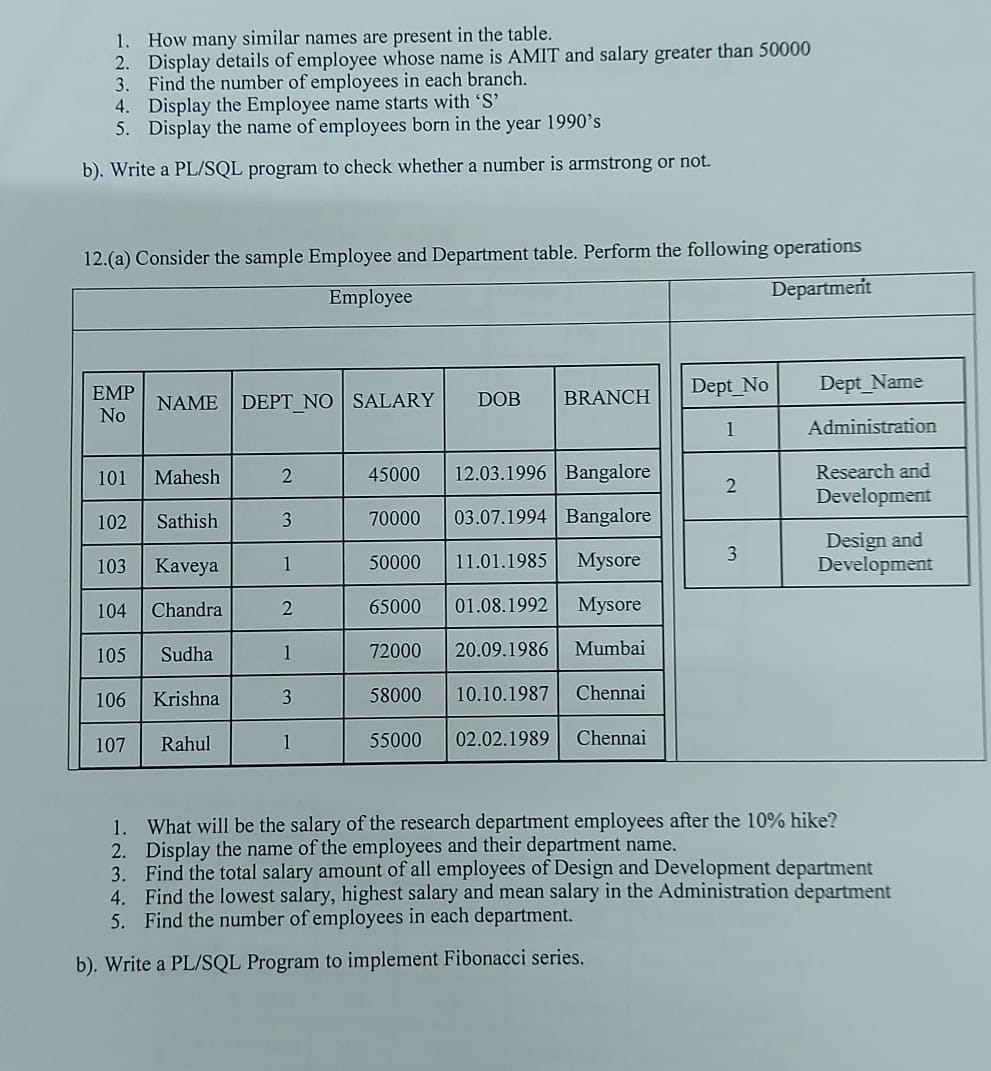 1. How many similar names are present in the table.
2. Display details of employee whose name is AMIT and salary greater than 50000
3. Find the number of employees in each branch.
4. Display the Employee name starts with ‘S’
5. Display the name of employees born in the year 1990’s
b). Write a PL/SQL program to check whether a number is armstrong or not.
12.(a) Consider the sample Employee and Department table. Perform the following operations
Employee Department
EMP No NAME DEPT_NO SALARY DOB BRANCH
101 Mahesh 2 45000 12.03.1996 Bangalore
102 Sathish 3 70000 03.07.1994 Bangalore
103 Kaveya 1 50000 11.01.1985 Mysore
104 Chandra 2 65000 01.08.1992 Mysore
105 Sudha 1 72000 20.09.1986 Mumbai
106 Krishna 3 58000 10.10.1987 Chennai
107 Rahul 1 55000 02.02.1989 Chennai
Dept_No Dept_Name
1 Administration
2 Research and
Development
3 Design and
Development
1. What will be the salary of the research department employees after the 10% hike?
2. Display the name of the employees and their department name.
3. Find the total salary amount of all employees of Design and Development department
4. Find the lowest salary, highest salary and mean salary in the Administration department
5. Find the number of employees in each department.
b). Write a PL/SQL Program to implement Fibonacci series.